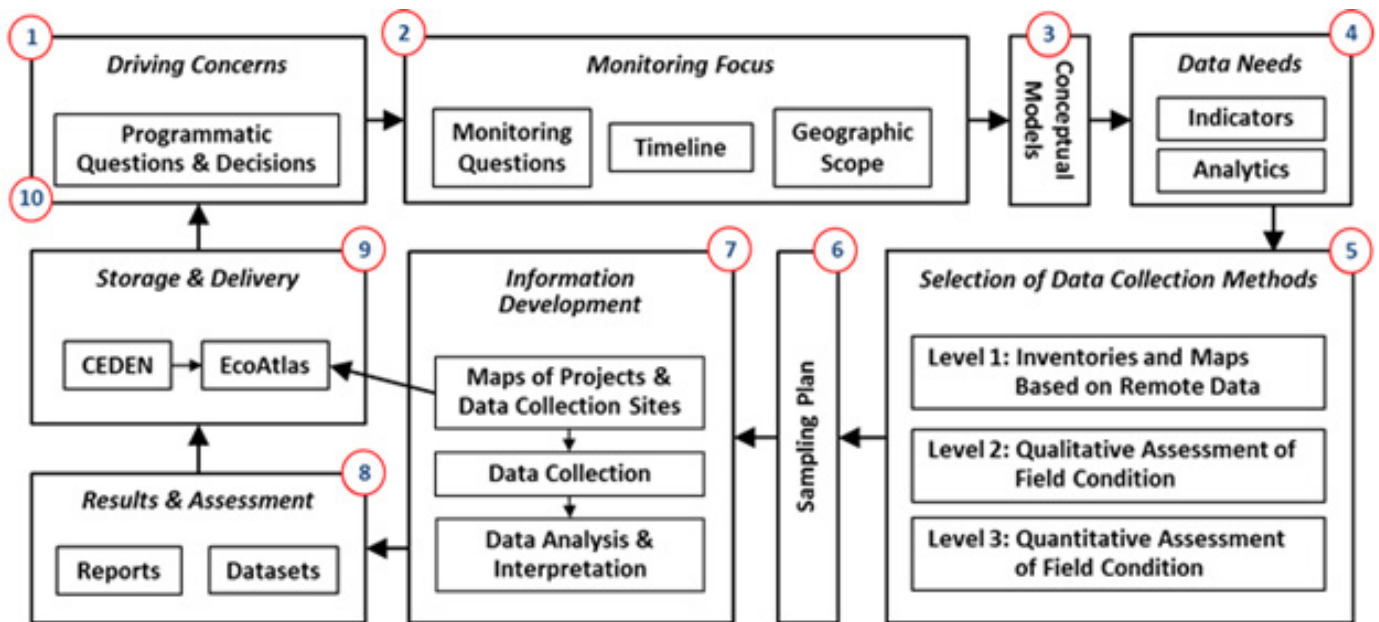 1
Driving Concerns
Programmatic
Questions & Decisions
10
2
Monitoring Focus
Monitoring
Questions
Timeline
Geographic
Scope
3
Conceptual
Models
4
Data Needs
Indicators
Analytics
5
Selection of Data Collection Methods
Level 1: Inventories and Maps
Based on Remote Data
Level 2: Qualitative Assessment of
Field Condition
Level 3: Quantitative Assessment
of Field Condition
6
Sampling Plan
7
Information
Development
Maps of Projects &
Data Collection Sites
Data Collection
Data Analysis &
Interpretation
8
Results & Assessment
Reports
Datasets
9
Storage & Delivery
CEDEN
EcoAtlas